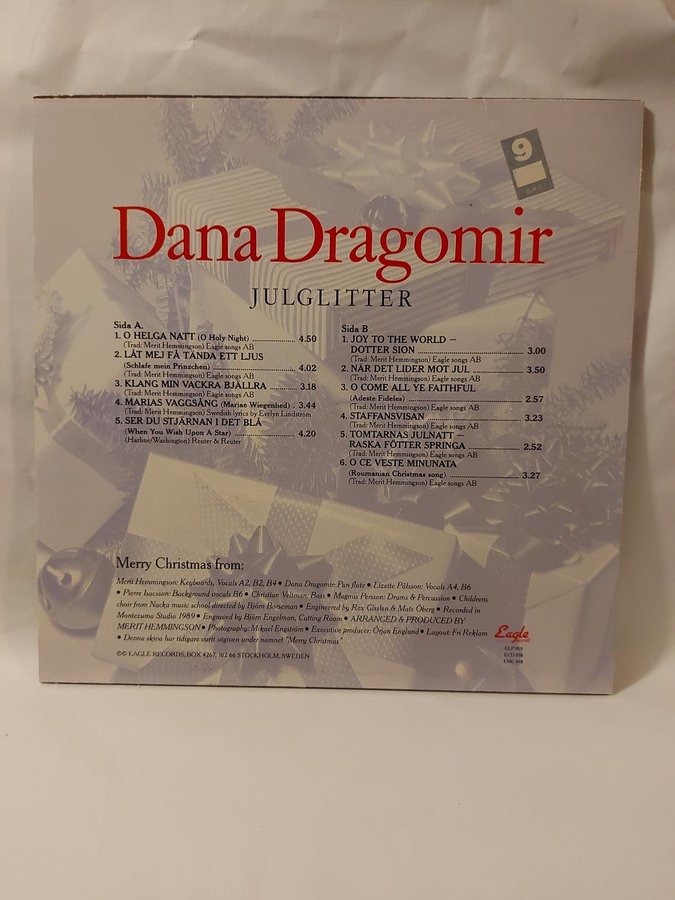 9
Dana Dragomir
JULGLITTER
Sida A.
1. O HELGA NATT (O Holy Night) 4.50
(Trad: Merit Hemmingson) Eagle songs AB
2. LÅT MEJ FÅ TÄNDA ETT LJUS
(Schlafe mein Prinzchen) 4.02
(Trad: Merit Hemmingson) Eagle songs AB
3. KLANG MIN VACKRA BJÄLLRA 3.18
(Trad: Merit Hemmingson) Eagle songs AB
4. MARIAS VAGGSÅNG (Mariae Wiegenlied) . 3.44
(Trad: Merit Hemmingson) Swedish lyrics by Evelyn Lindström
5. SER DU STJÄRNAN I DET BLÅ
(When You Wish Upon A Star) 4.20
(Harline/Washington) Reuter & Reuter
Sida B
1. JOY TO THE WORLD –
DOTTER SION 3.00
(Trad: Merit Hemmingson) Eagle songs AB
2. NÄR DET LIDER MOT JUL 3.50
(Trad: Merit Hemmingson) Eagle songs AB
3. O COME ALL YE FAITHFUL
(Adeste Fideles) 2.57
(Trad: Merit Hemmingson) Eagle songs AB
4. STAFFANSVISAN 3.23
(Trad: Merit Hemmingson) Eagle songs AB
5. TOMTARNAS JULNATT –
RASKA FÖTTER SPRINGA 2.52
(Trad: Merit Hemmingson) Eagle songs AB
6. O CE VESTE MINUNATA
(Roumanian Christmas song) 3.27
(Trad: Merit Hemmingson) Eagle songs AB
Merry Christmas from:
Merit Hemmingson: Keyboards, Vocals A2, B2, B4 • Dana Dragomir: Pan flute • Lizette Pålsson: Vocals A4, B6
• Pierre Isacsson: Background vocals B6 • Christian Veltman, Bass • Magnus Persson: Drums & Percussion • Childrens
choir from Nacka music school directed by Björn Borseman • Engineered by Rex Gisslén & Mats Öberg • Recorded in
Montezuma Studio 1989 • Engraved by Björn Engelman, Cutting Room • ARRANGED & PRODUCED BY
MERIT HEMMINGSON • Photography: Mikael Engström • Executive producer: Örjan Englund • Layout: Fri Reklam
• Denna skiva har tidigare varit utgiven under namnet "Merry Christmas".
℗© EAGLE RECORDS, BOX 4267, 102 66 STOCKHOLM, SWEDEN
Eagle